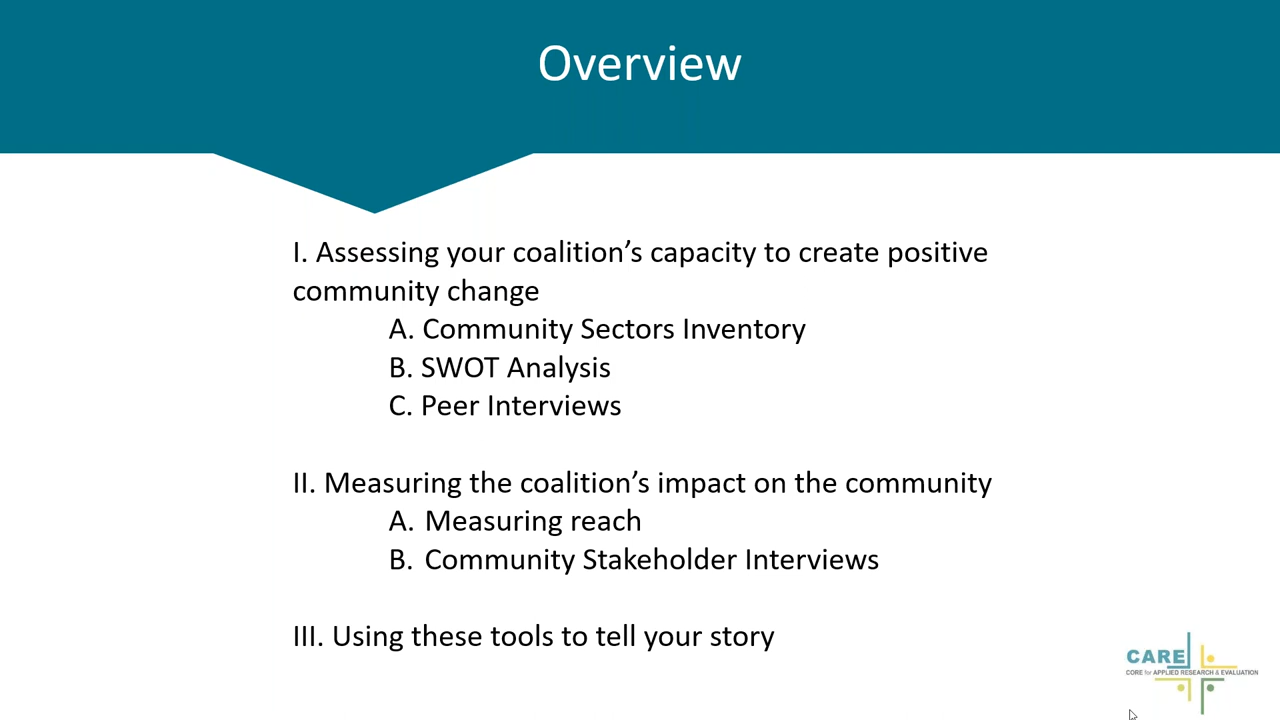 Overview
I. Assessing your coalition’s capacity to create positive
community change
A. Community Sectors Inventory
B. SWOT Analysis
C. Peer Interviews
II. Measuring the coalition’s impact on the community
A. Measuring reach
B. Community Stakeholder Interviews
III. Using these tools to tell your story
CARE
CORE for APPLIED RESEARCH & EVALUATION